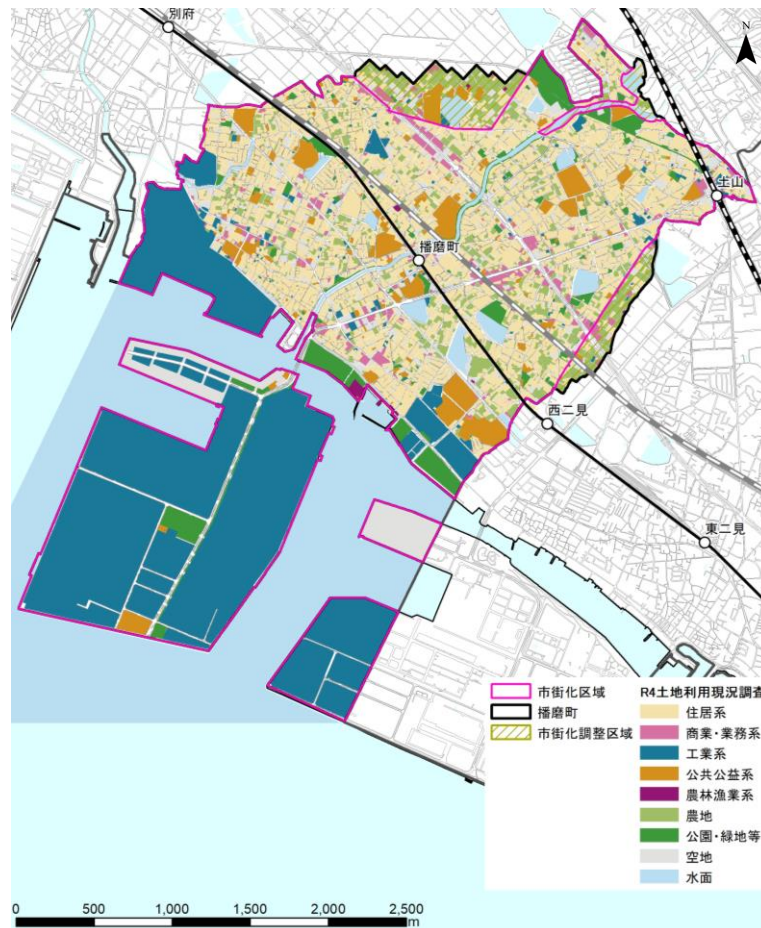 別府
N
土山
播磨町
西二見
東二見
市街化区域
播磨町
市街化調整区域
R4土地利用現況調査
住居系
商業・業務系
工業系
公共公益系
農林漁業系
農地
公園・緑地等
空地
水面
0 500 1,000 1,500 2,000 2,500
m